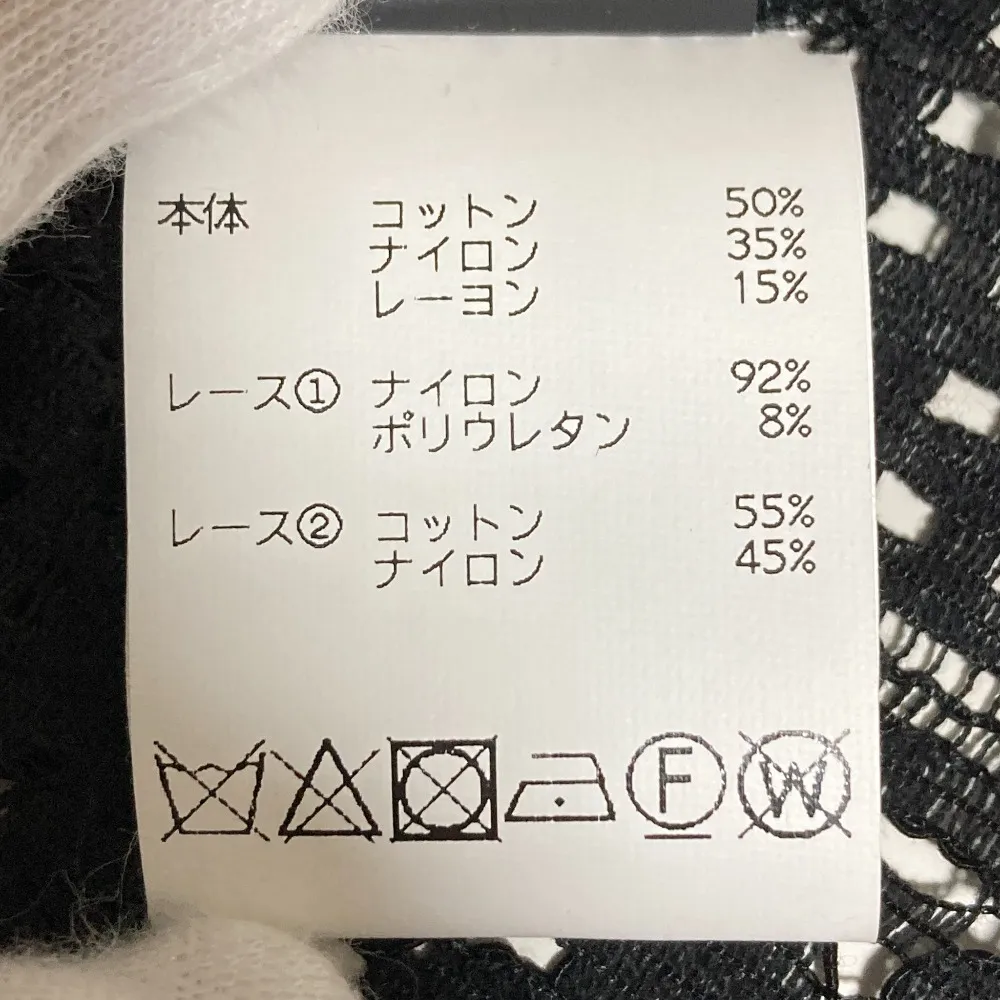 本体 コットン 50%
ナイロン 35%
レーヨン 15%
レース① ナイロン 92%
ポリウレタン 8%
レース② コットン 55%
ナイロン 45%
F W